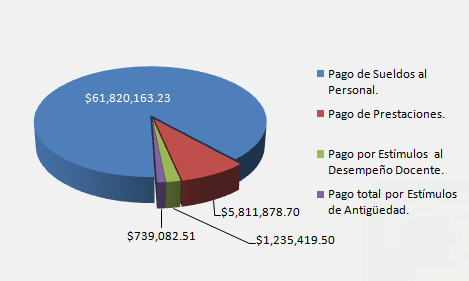 $61,820,163.23
Pago de Sueldos al
Personal.
Pago de Prestaciones.
Pago por Estímulos al
Desempeño Docente.
Pago total por Estímulos
de Antigüedad.
$5,811,878.70
$739,082.51
$1,235,419.50